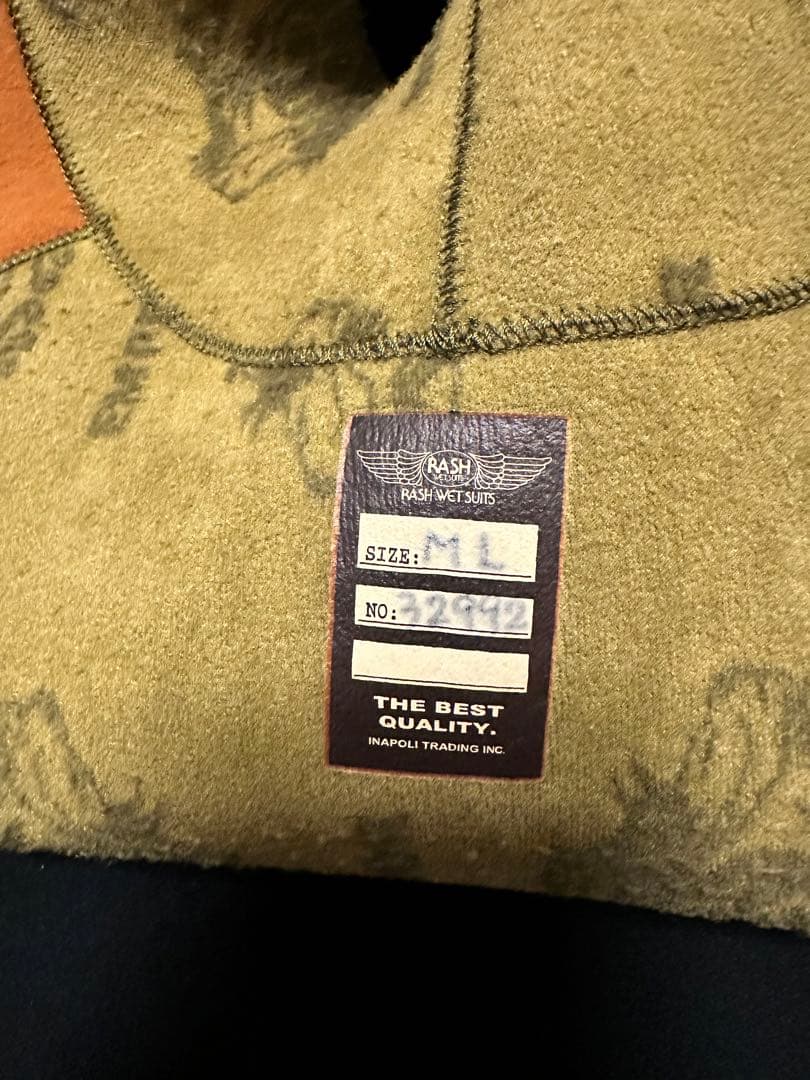 RASH
WETSUITS
RASH WET SUITS
SIZE: ML
NO: 32992
THE BEST
QUALITY.
INAPOLI TRADING INC.